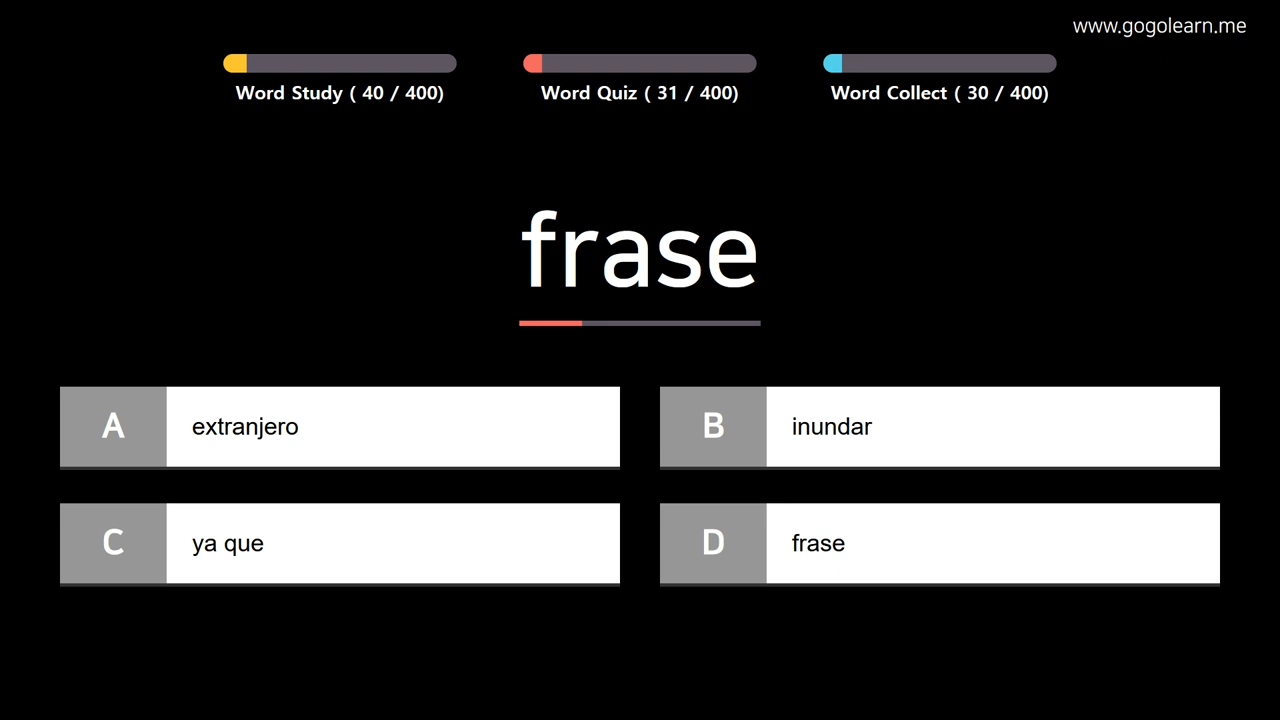 www.gogolearn.me
Word Study ( 40 / 400)
Word Quiz ( 31 / 400)
Word Collect ( 30 / 400)
frase
A extranjero
B inundar
C ya que
D frase